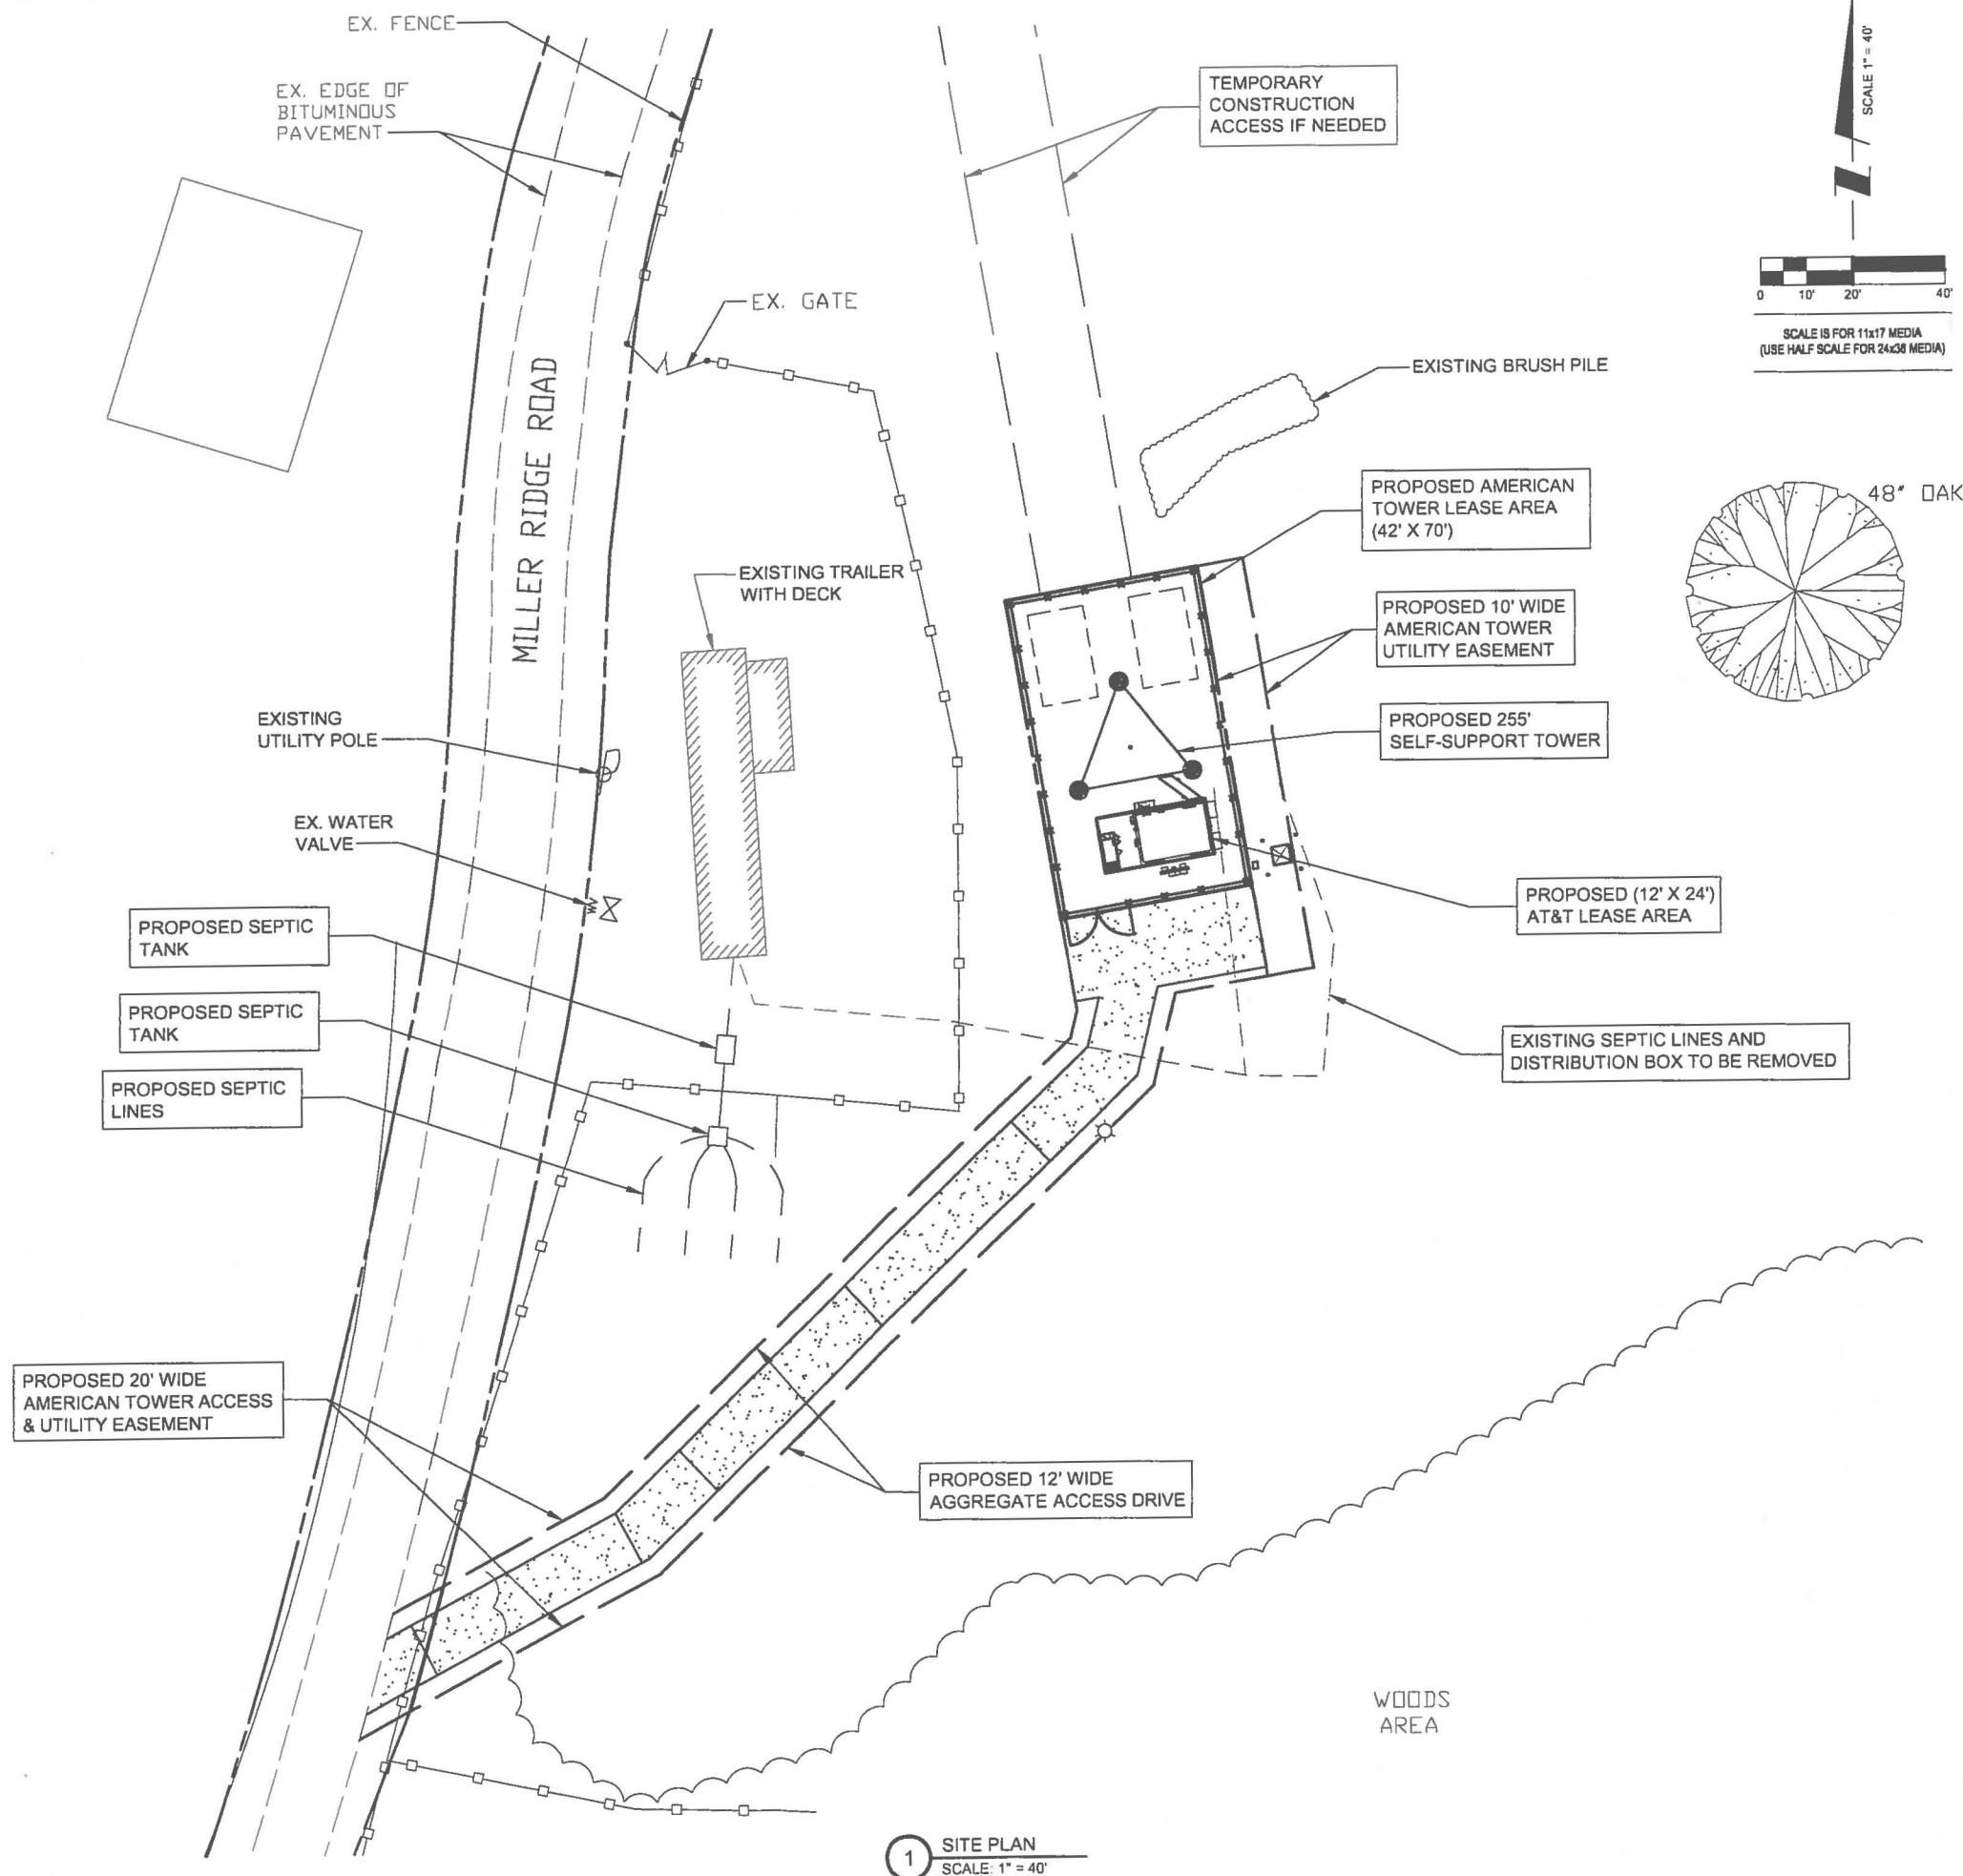 EX. FENCE
EX. EDGE OF
BITUMINOUS
PAVEMENT
TEMPORARY
CONSTRUCTION
ACCESS IF NEEDED
SCALE 1" = 40'
N
0 10' 20' 40'
SCALE IS FOR 11x17 MEDIA
(USE HALF SCALE FOR 24x36 MEDIA)
EX. GATE
EXISTING BRUSH PILE
MILLER RIDGE ROAD
PROPOSED AMERICAN
TOWER LEASE AREA
(42' X 70')
48" OAK
EXISTING TRAILER
WITH DECK
PROPOSED 10' WIDE
AMERICAN TOWER
UTILITY EASEMENT
EXISTING
UTILITY POLE
PROPOSED 255'
SELF-SUPPORT TOWER
EX. WATER
VALVE
PROPOSED (12' X 24')
AT&T LEASE AREA
PROPOSED SEPTIC
TANK
PROPOSED SEPTIC
TANK
EXISTING SEPTIC LINES AND
DISTRIBUTION BOX TO BE REMOVED
PROPOSED SEPTIC
LINES
PROPOSED 20' WIDE
AMERICAN TOWER ACCESS
& UTILITY EASEMENT
PROPOSED 12' WIDE
AGGREGATE ACCESS DRIVE
WOODS
AREA
1 SITE PLAN
SCALE: 1" = 40'